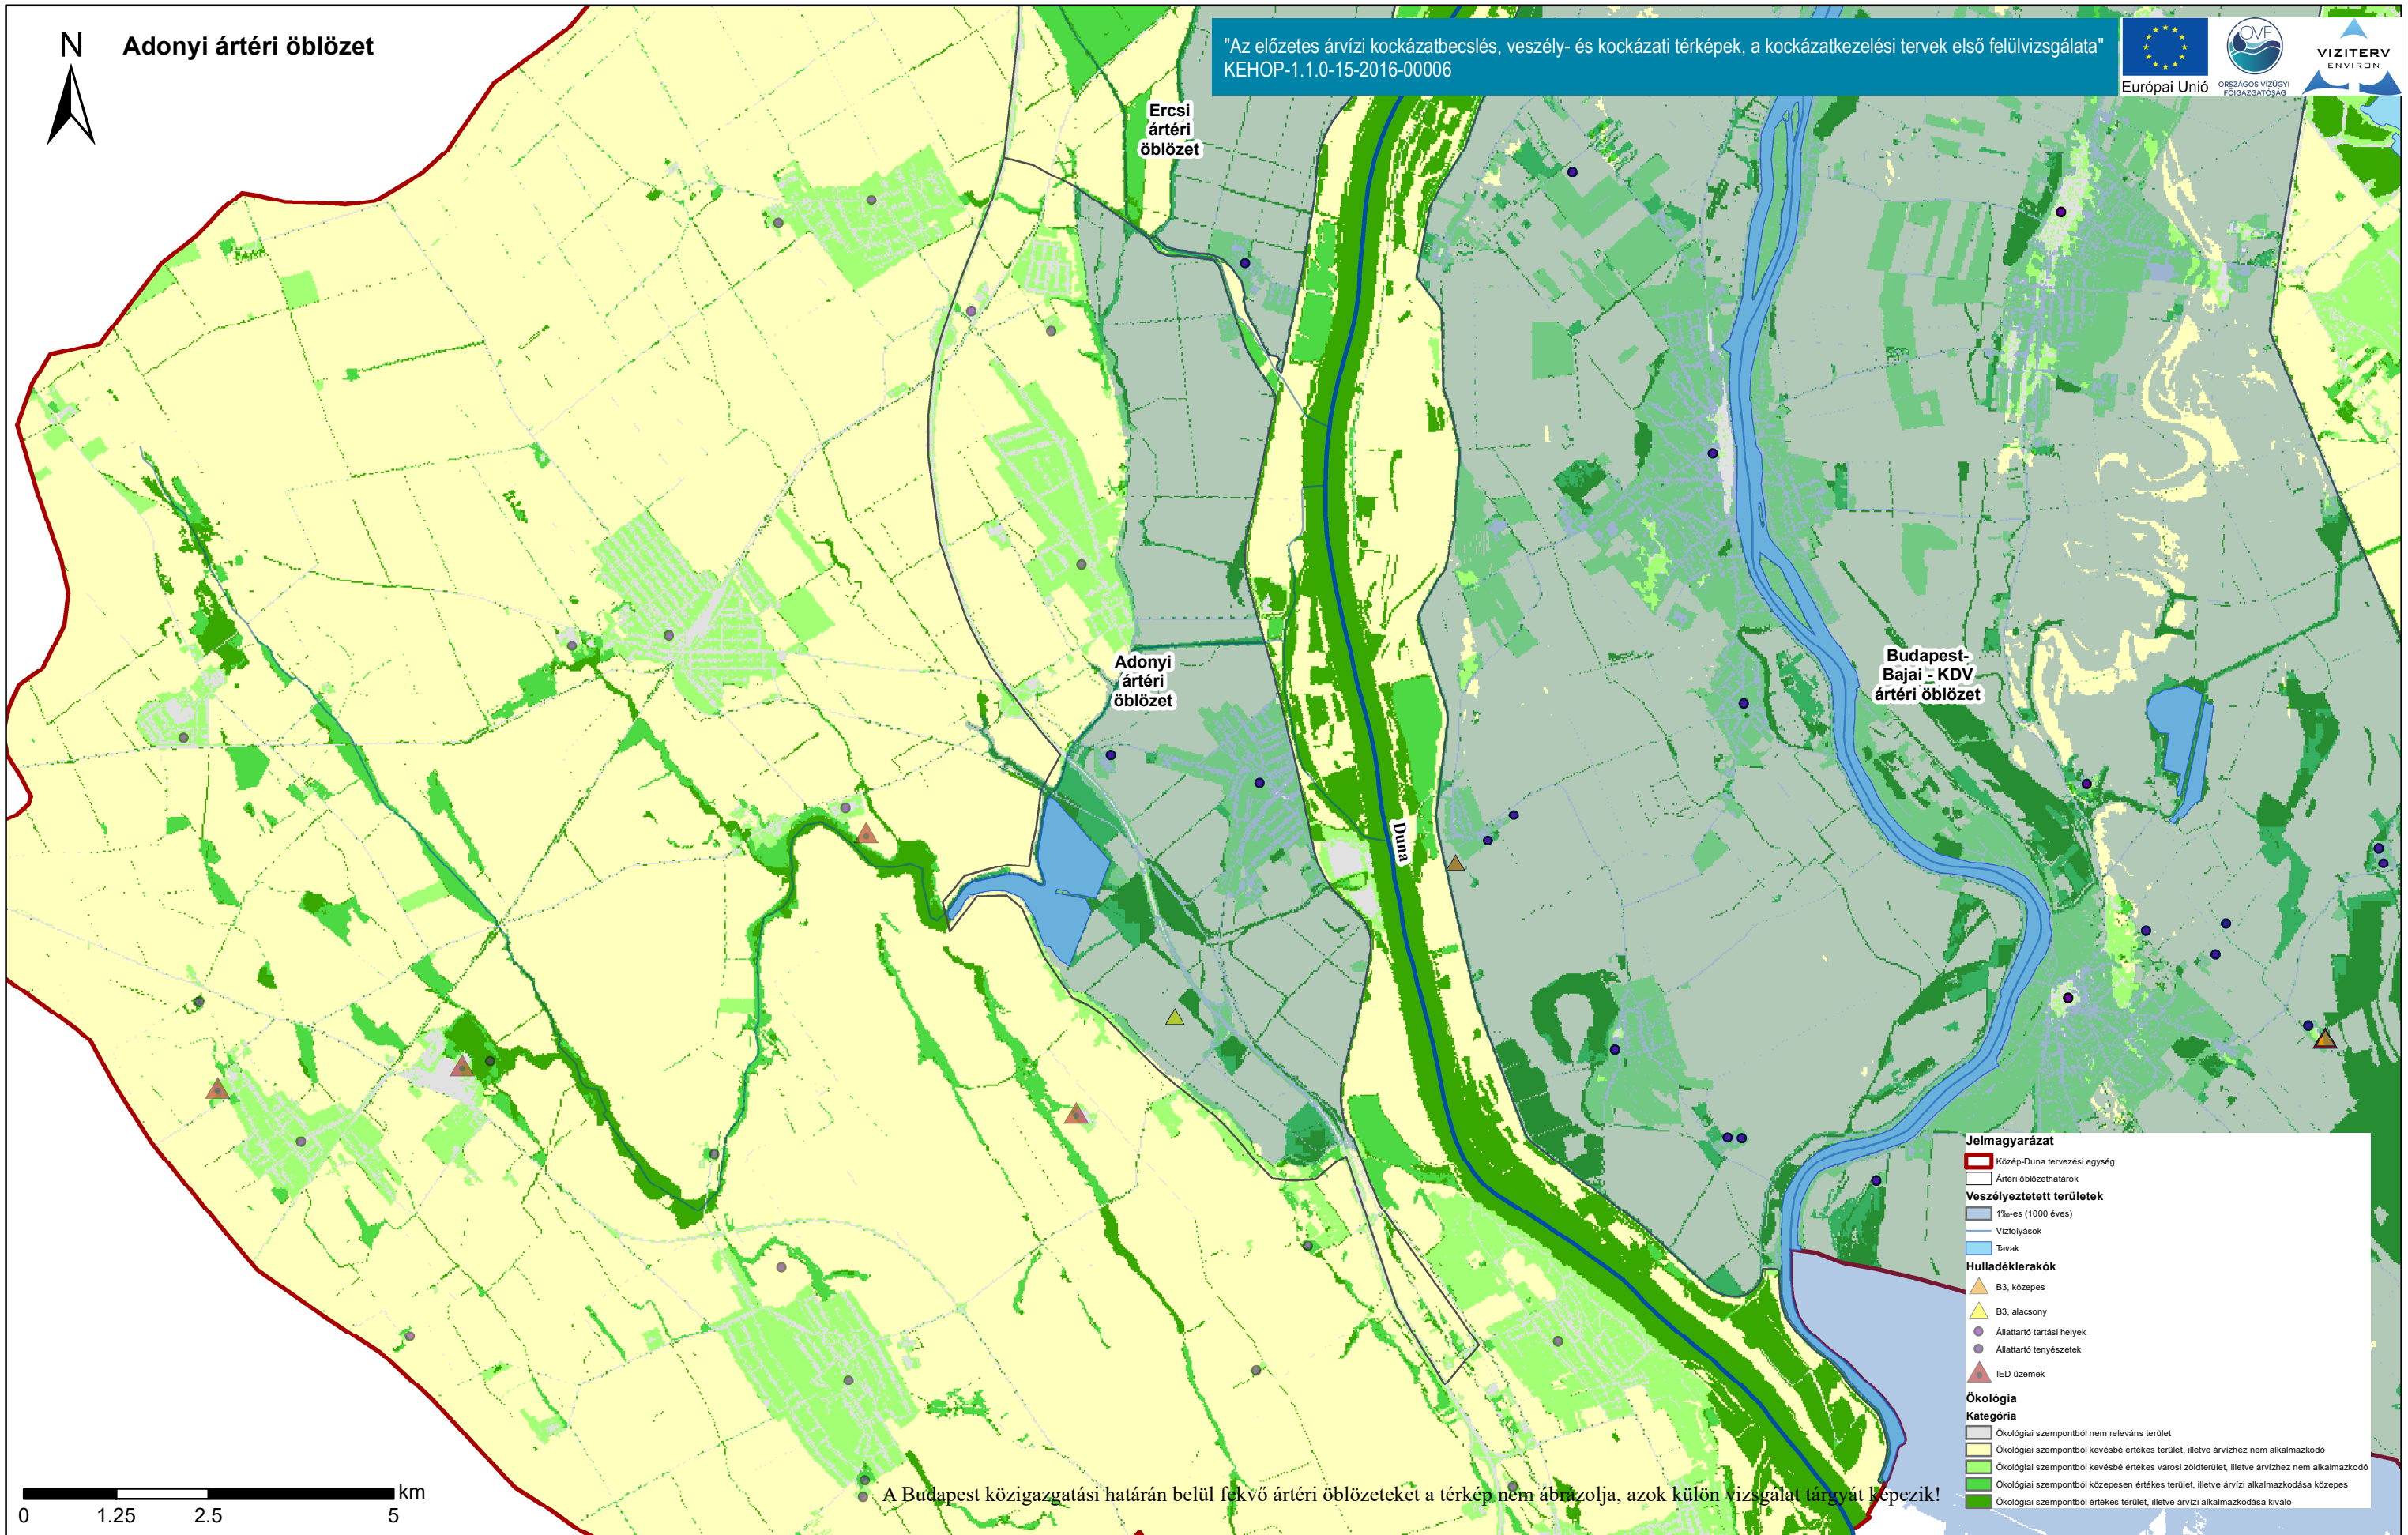 N
Adonyi ártéri öblözet
"Az előzetes árvízi kockázatbecslés, veszély- és kockázati térképek, a kockázatkezelési tervek első felülvizsgálata"
KEHOP-1.1.0-15-2016-00006
Európai Unió
OVF
ORSZÁGOS VÍZÜGYI
FŐIGAZGATÓSÁG
VIZITERV
ENVIRON
Ercsi
ártéri
öblözet
Adonyi
ártéri
öblözet
Budapest-
Bajai - KDV
ártéri öblözet
Duna
Jelmagyarázat
Közép-Duna tervezési egység
Ártéri öblözethatárok
Veszélyeztetett területek
1‰-es (1000 éves)
Vízfolyások
Tavak
Hulladéklerakók
B3, közepes
B3, alacsony
Állattartó tartási helyek
Állattartó tenyészetek
IED üzemek
Ökológia
Kategória
Ökológiai szempontból nem releváns terület
Ökológiai szempontból kevésbé értékes terület, illetve árvízhez nem alkalmazkodó
Ökológiai szempontból kevésbé értékes városi zöldterület, illetve árvízhez nem alkalmazkodó
Ökológiai szempontból közepesen értékes terület, illetve árvízi alkalmazkodása közepes
Ökológiai szempontból értékes terület, illetve árvízi alkalmazkodása kiváló
A Budapest közigazgatási határán belül fekvő ártéri öblözeteket a térkép nem ábrázolja, azok külön vizsgálat tárgyát képezik!
km
0 1.25 2.5 5